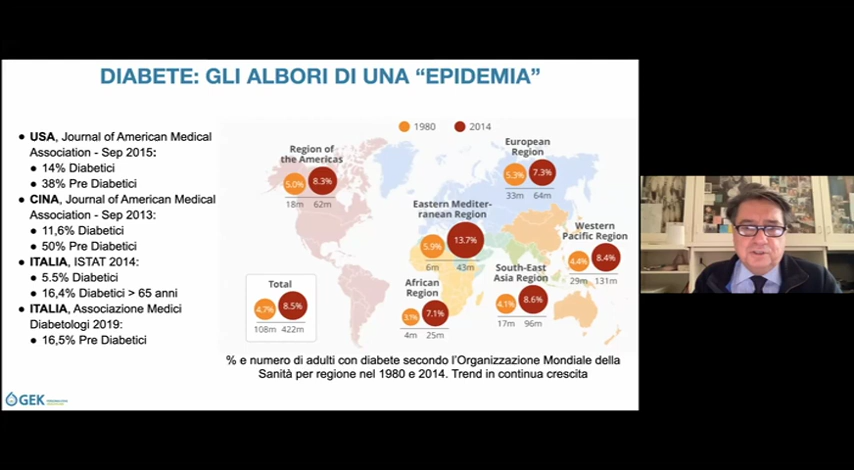 DIABETE: GLI ALBORI DI UNA “EPIDEMIA”
● USA, Journal of American Medical
Association - Sep 2015:
● 14% Diabetici
● 38% Pre Diabetici
● CINA, Journal of American Medical
Association - Sep 2013:
● 11,6% Diabetici
● 50% Pre Diabetici
● ITALIA, ISTAT 2014:
● 5.5% Diabetici
● 16,4% Diabetici > 65 anni
● ITALIA, Associazione Medici
Diabetologi 2019:
● 16,5% Pre Diabetici
1980 2014
Region of
the Americas
5.0% 8.3%
18m 62m
European
Region
5.3% 7.3%
33m 64m
Eastern Mediter-
ranean Region
5.9% 13.7%
6m 43m
Western
Pacific Region
4.4% 8.4%
29m 131m
South-East
Asia Region
4.1% 8.6%
17m 96m
African
Region
3.1% 7.1%
4m 25m
Total
4.7% 8.5%
108m 422m
% e numero di adulti con diabete secondo l’Organizzazione Mondiale della
Sanità per regione nel 1980 e 2014. Trend in continua crescita
GEK